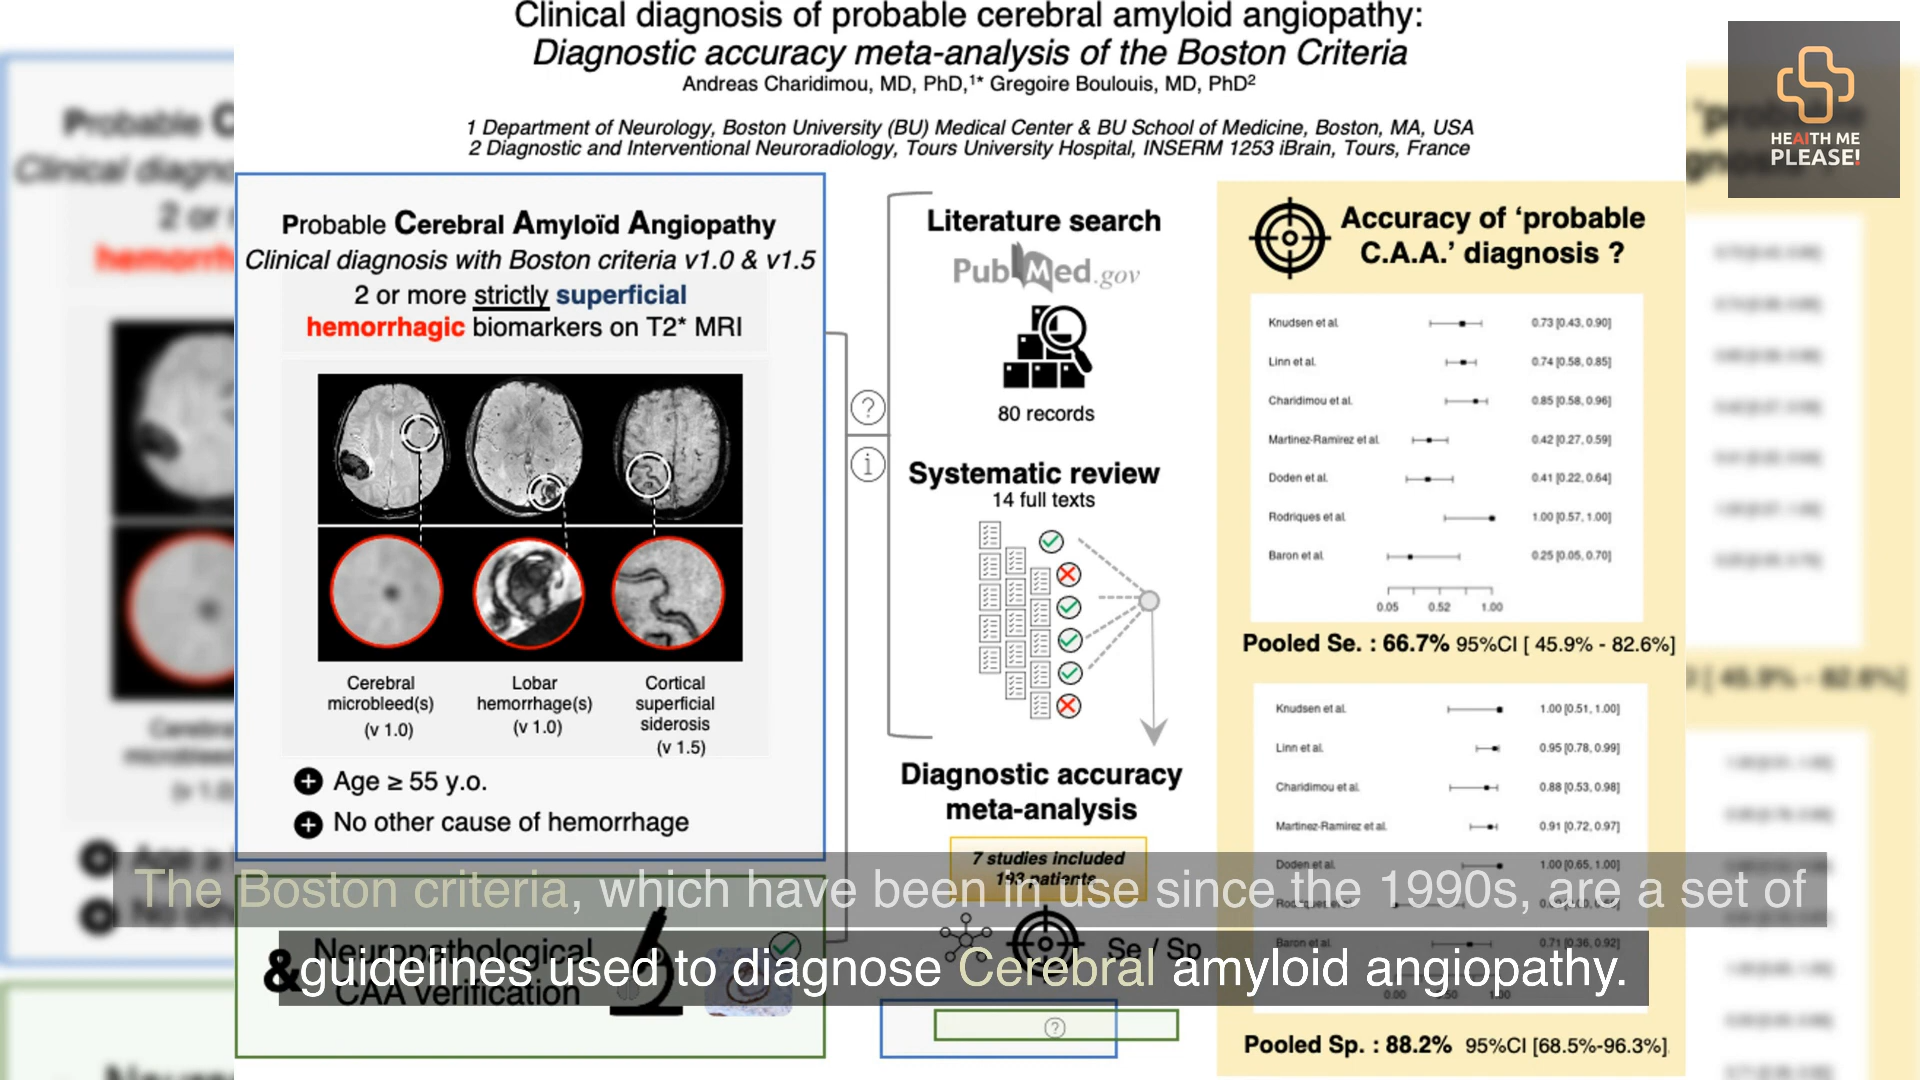 Clinical diagnosis of probable cerebral amyloid angiopathy:
Diagnostic accuracy meta-analysis of the Boston Criteria
Andreas Charidimou, MD, PhD,1* Gregoire Boulouis, MD, PhD2
1 Department of Neurology, Boston University (BU) Medical Center & BU School of Medicine, Boston, MA, USA
2 Diagnostic and Interventional Neuroradiology, Tours University Hospital, INSERM 1253 iBrain, Tours, France
HEAITH ME
PLEASE!
Probable Cerebral Amyloïd Angiopathy
Clinical diagnosis with Boston criteria v1.0 & v1.5
2 or more strictly superficial
hemorrhagic biomarkers on T2* MRI
Cerebral
microbleed(s)
(v 1.0)
Lobar
hemorrhage(s)
(v 1.0)
Cortical
superficial
siderosis
(v 1.5)
Age ≥ 55 y.o.
No other cause of hemorrhage
& Neuropathological
CAA verification
Literature search
PubMed.gov
80 records
Systematic review
14 full texts
Diagnostic accuracy
meta-analysis
7 studies included
193 patients
Se / Sp
Accuracy of ‘probable
C.A.A.’ diagnosis ?
Knudsen et al. 0.73 [0.43, 0.90]
Linn et al. 0.74 [0.58, 0.85]
Charidimou et al. 0.85 [0.58, 0.96]
Martinez-Ramirez et al. 0.42 [0.27, 0.59]
Doden et al. 0.41 [0.22, 0.64]
Rodriques et al. 1.00 [0.57, 1.00]
Baron et al. 0.25 [0.05, 0.70]
0.05 0.52 1.00
Pooled Se. : 66.7% 95%CI [ 45.9% - 82.6%]
Knudsen et al. 1.00 [0.51, 1.00]
Linn et al. 0.95 [0.78, 0.99]
Charidimou et al. 0.88 [0.53, 0.98]
Martinez-Ramirez et al. 0.91 [0.72, 0.97]
Doden et al. 1.00 [0.65, 1.00]
Baron et al. 0.71 [0.36, 0.92]
Pooled Sp. : 88.2% 95%CI [68.5%-96.3%]
The Boston criteria, which have been in use since the 1990s, are a set of
guidelines used to diagnose Cerebral amyloid angiopathy.